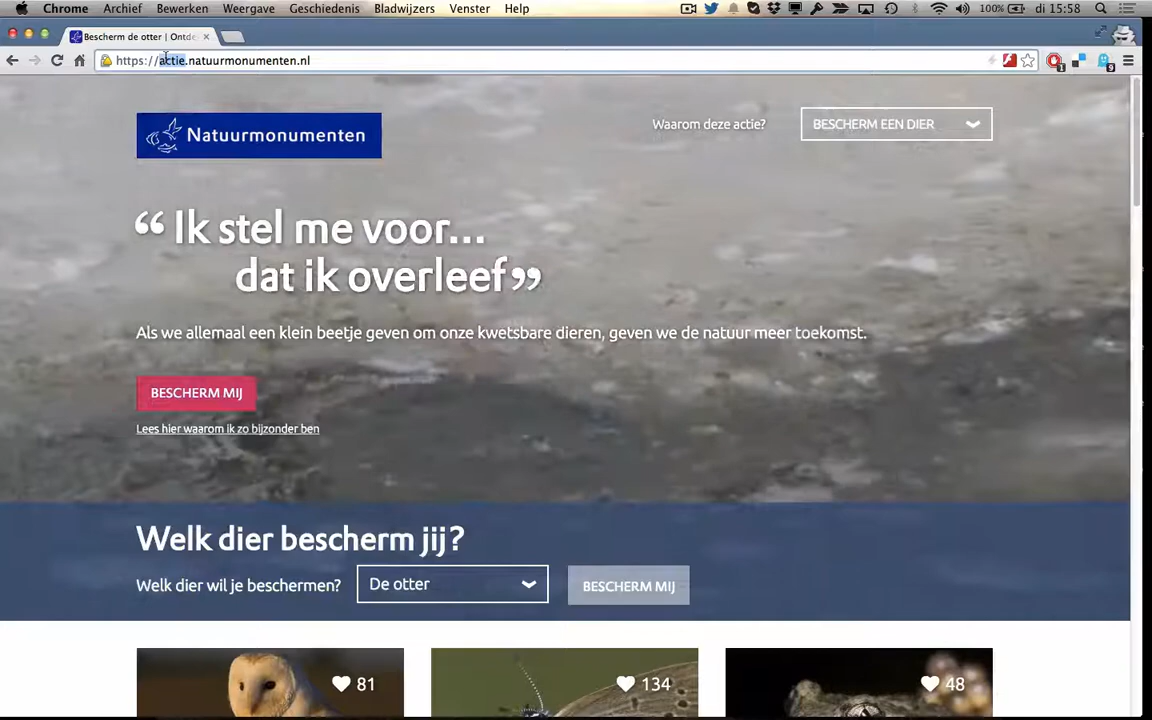 Chrome Archief Bewerken Weergave Geschiedenis Bladwijzers Venster Help 100% di 15:58
Bescherm de otter | Ontde
https://actie.natuurmonumenten.nl 1 9
Natuurmonumenten Waarom deze actie? BESCHERM EEN DIER
“ Ik stel me voor...
dat ik overleef ”
Als we allemaal een klein beetje geven om onze kwetsbare dieren, geven we de natuur meer toekomst.
BESCHERM MIJ
Lees hier waarom ik zo bijzonder ben
Welk dier bescherm jij?
Welk dier wil je beschermen? De otter BESCHERM MIJ
81 134 48